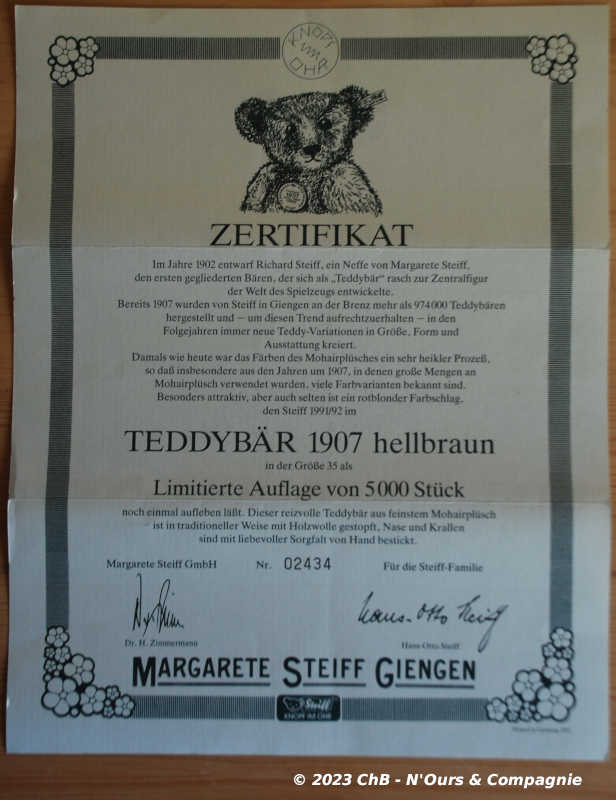 KNOPF
im
OHR
ZERTIFIKAT
Im Jahre 1902 entwarf Richard Steiff, ein Neffe von Margarete Steiff,
den ersten gegliederten Bären, der sich als „Teddybär“ rasch zur Zentralfigur
der Welt des Spielzeugs entwickelte.
Bereits 1907 wurden von Steiff in Giengen an der Brenz mehr als 974000 Teddybären
hergestellt und – um diesen Trend aufrechtzuerhalten – in den
Folgejahren immer neue Teddy-Variationen in Größe, Form und
Ausstattung kreiert.
Damals wie heute war das Färben des Mohairplüsches ein sehr heikler Prozeß,
so daß insbesondere aus den Jahren um 1907, in denen große Mengen an
Mohairplüsch verwendet wurden, viele Farbvarianten bekannt sind.
Besonders attraktiv, aber auch selten ist ein rotblonder Farbschlag,
den Steiff 1991/92 im
TEDDYBÄR 1907 hellbraun
in der Größe 35 als
Limitierte Auflage von 5000 Stück
noch einmal aufleben läßt. Dieser reizvolle Teddybär aus feinstem Mohairplüsch
ist in traditioneller Weise mit Holzwolle gestopft, Nase und Krallen
sind mit liebevoller Sorgfalt von Hand bestickt.
Margarete Steiff GmbH Nr. 02434 Für die Steiff-Familie
Hans-Otto Steiff
Dr. H. Zimmermann Hans-Otto Steiff
MARGARETE STEIFF GIENGEN
Steiff
KNOPF IM OHR
© 2023 ChB - N'Ours & Compagnie